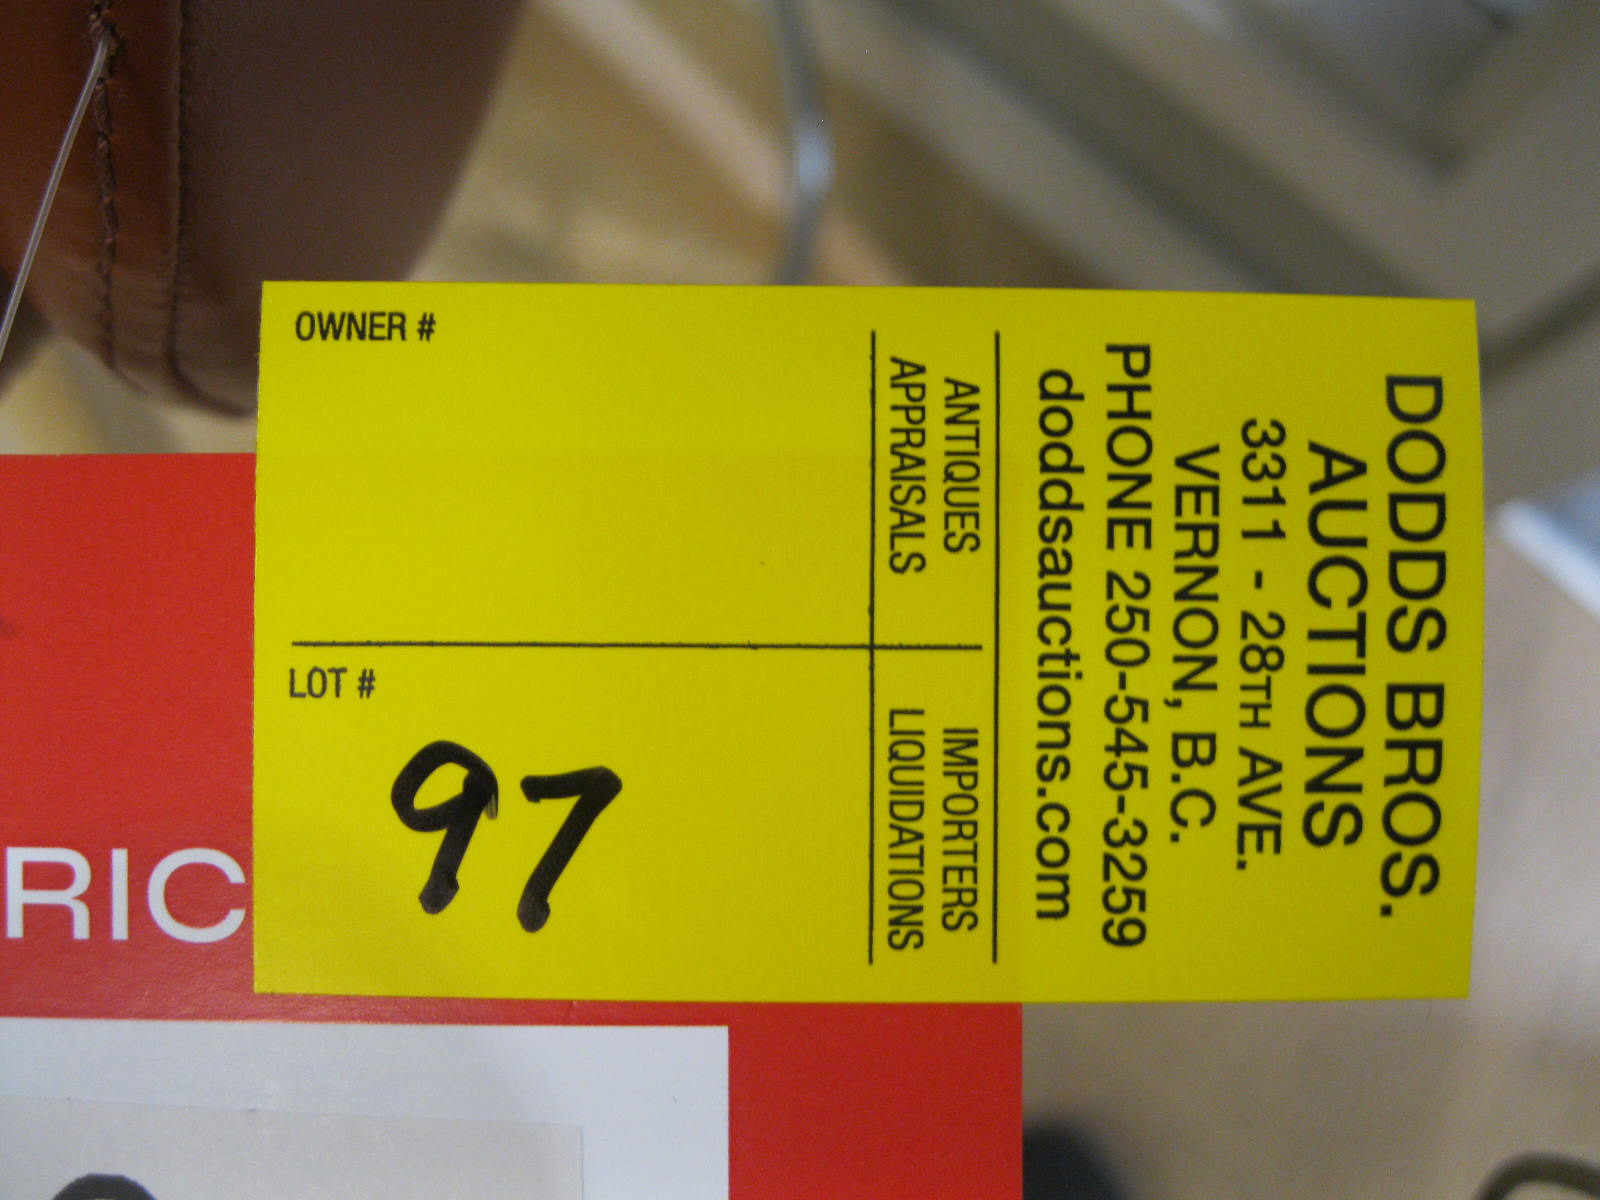 DODDS BROS.
AUCTIONS
3311 - 28TH AVE.
VERNON, B.C.
PHONE 250-545-3259
doddsauctions.com
ANTIQUES
APPRAISALS
IMPORTERS
LIQUIDATIONS
OWNER #
LOT #
97
RIC